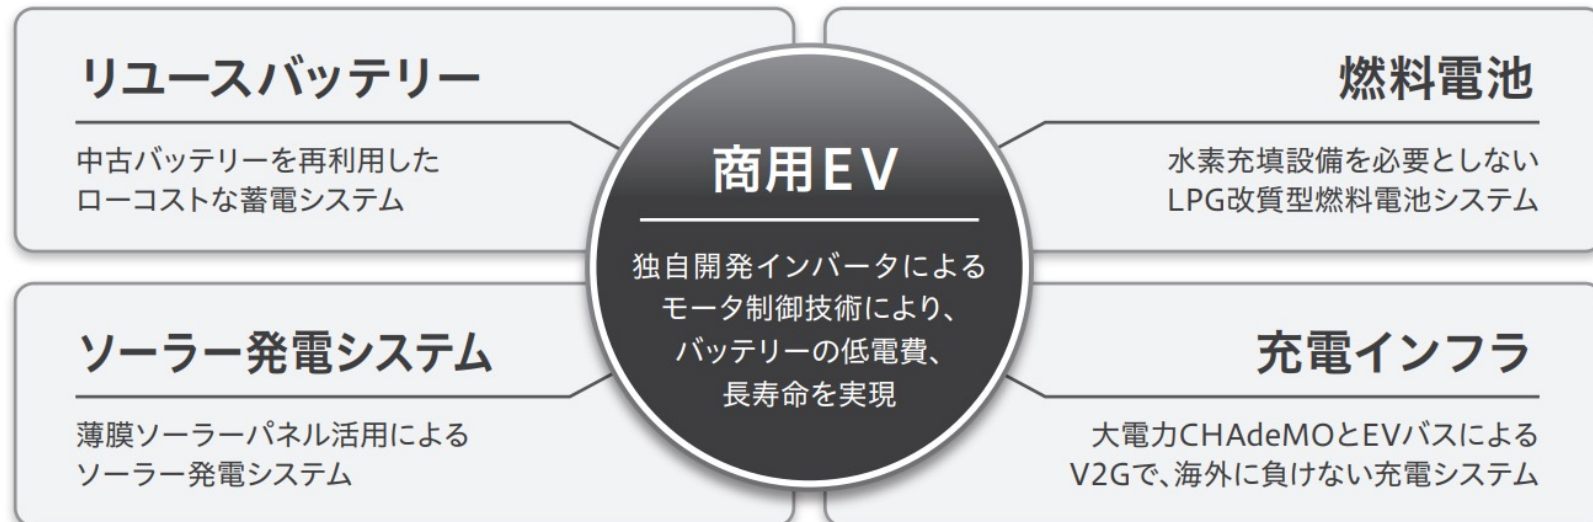 リユースバッテリー
中古バッテリーを再利用した
ローコストな蓄電システム
燃料電池
水素充填設備を必要としない
LPG改質型燃料電池システム
商用EV
独自開発インバータによる
モータ制御技術により、
バッテリーの低電費、
長寿命を実現
ソーラー発電システム
薄膜ソーラーパネル活用による
ソーラー発電システム
充電インフラ
大電力CHAdeMOとEVバスによる
V2Gで、海外に負けない充電システム